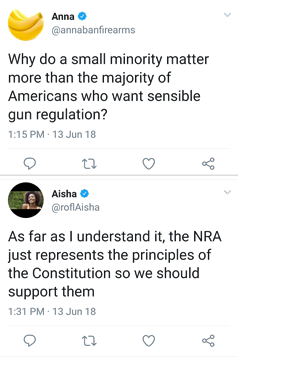 Anna
@annabanfirearms
Why do a small minority matter
more than the majority of
Americans who want sensible
gun regulation?
1:15 PM · 13 Jun 18
Aisha
@roflAisha
As far as I understand it, the NRA
just represents the principles of
the Constitution so we should
support them
1:31 PM · 13 Jun 18